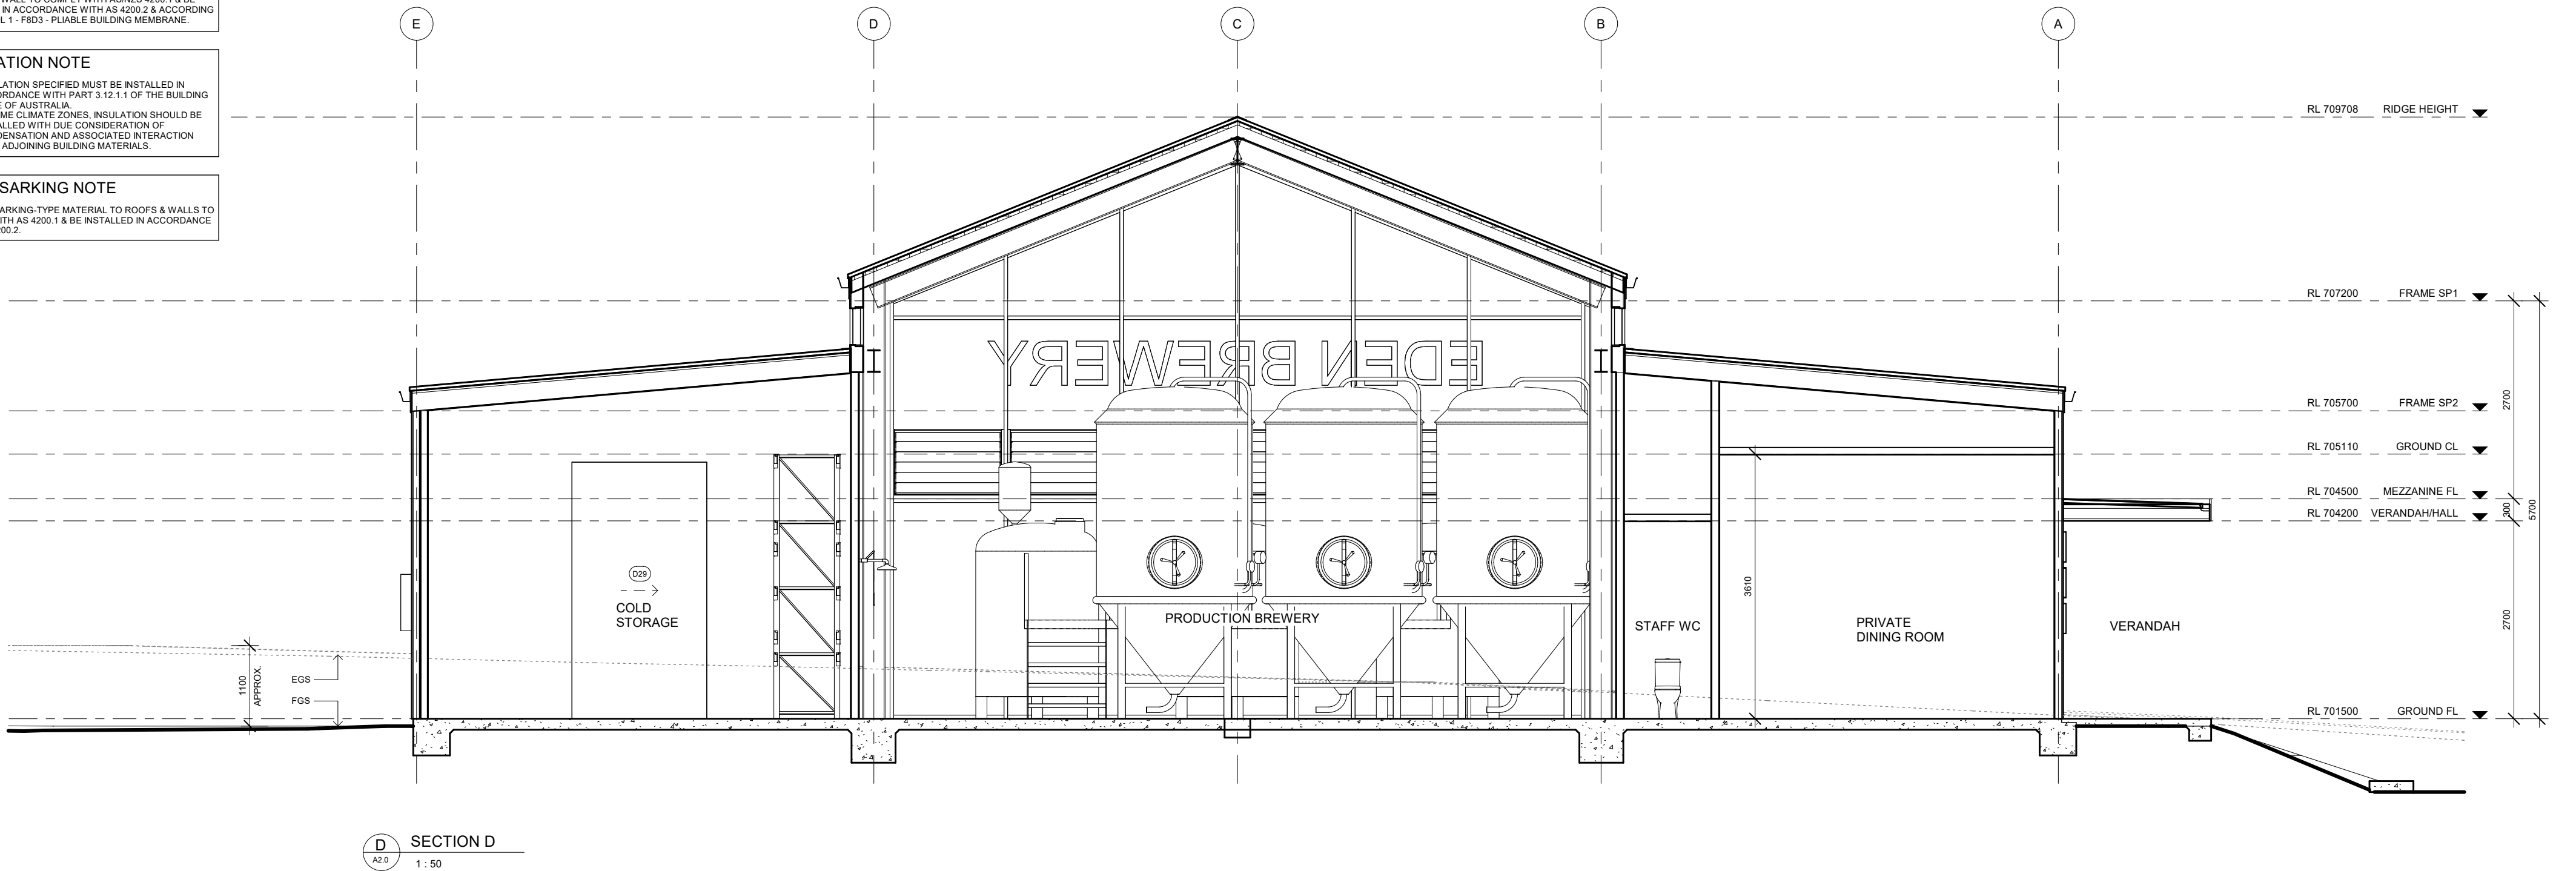 IN ACCORDANCE WITH AS 4200.2 & ACCORDING
L 1 - F8D3 - PLIABLE BUILDING MEMBRANE.
ATION NOTE
LATION SPECIFIED MUST BE INSTALLED IN
ORDANCE WITH PART 3.12.1.1 OF THE BUILDING
E OF AUSTRALIA.
ME CLIMATE ZONES, INSULATION SHOULD BE
ALLED WITH DUE CONSIDERATION OF
DENSATION AND ASSOCIATED INTERACTION
ADJOINING BUILDING MATERIALS.
SARKING NOTE
ARKING-TYPE MATERIAL TO ROOFS & WALLS TO
ITH AS 4200.1 & BE INSTALLED IN ACCORDANCE
200.2.
E
D
C
B
A
RL 709708 RIDGE HEIGHT
RL 707200 FRAME SP1
RL 705700 FRAME SP2
RL 705110 GROUND CL
RL 704500 MEZZANINE FL
RL 704200 VERANDAH/HALL
RL 701500 GROUND FL
2700
300
5700
2700
EDEN BREWERY
D29
COLD
STORAGE
PRODUCTION BREWERY
STAFF WC
3610
PRIVATE
DINING ROOM
VERANDAH
1100
APPROX.
EGS
FGS
D
A2.0
SECTION D
1 : 50